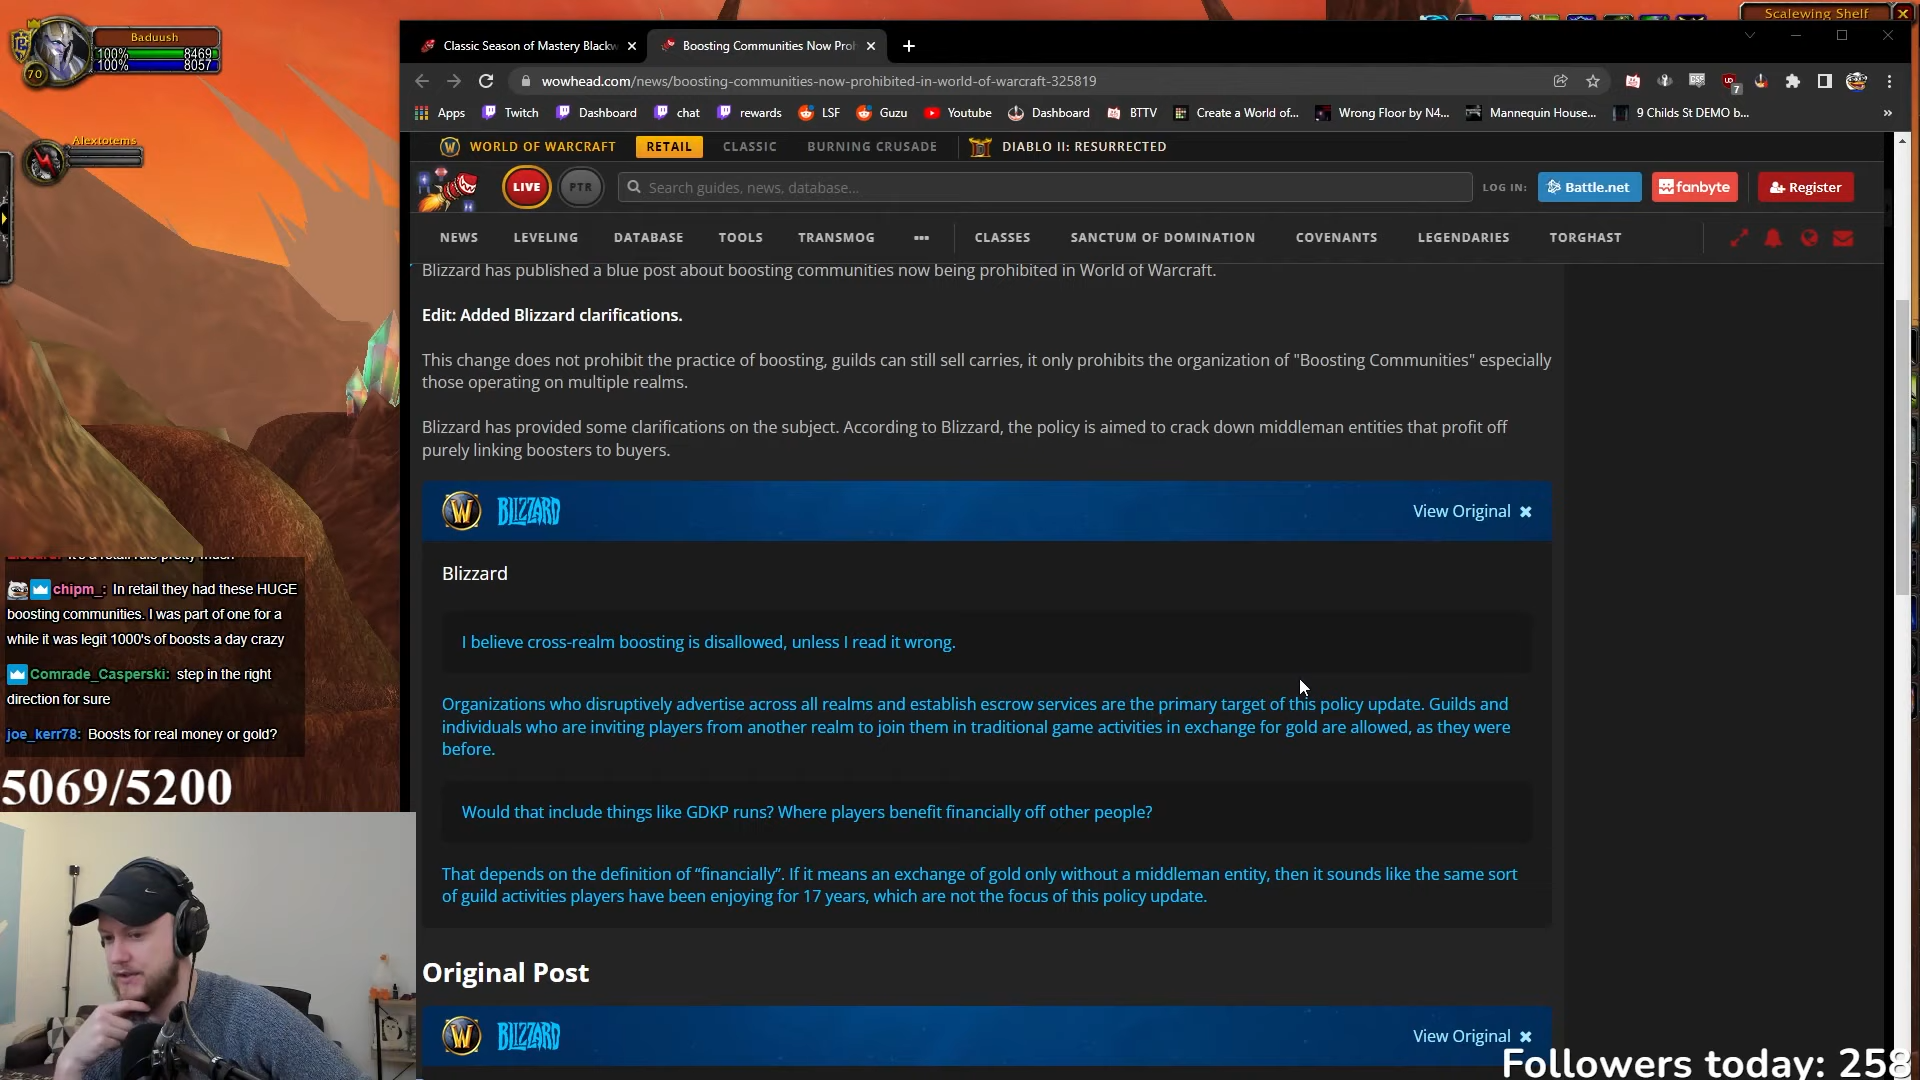 Baduush
100% 8469
100% 8057
70
Alextotems
Scalewing Shelf
Classic Season of Mastery Blackw
Boosting Communities Now Proh
wowhead.com/news/boosting-communities-now-prohibited-in-world-of-warcraft-325819
7
Apps
Twitch
Dashboard
chat
rewards
LSF
Guzu
Youtube
Dashboard
BTTV
Create a World of...
Wrong Floor by N4...
Mannequin House...
9 Childs St DEMO b...
WORLD OF WARCRAFT
RETAIL
CLASSIC
BURNING CRUSADE
DIABLO II: RESURRECTED
LIVE
PTR
Search guides, news, database...
LOG IN:
Battle.net
fanbyte
Register
NEWS
LEVELING
DATABASE
TOOLS
TRANSMOG
CLASSES
SANCTUM OF DOMINATION
COVENANTS
LEGENDARIES
TORGHAST
Blizzard has published a blue post about boosting communities now being prohibited in World of Warcraft.
Edit: Added Blizzard clarifications.
This change does not prohibit the practice of boosting, guilds can still sell carries, it only prohibits the organization of "Boosting Communities" especially
those operating on multiple realms.
Blizzard has provided some clarifications on the subject. According to Blizzard, the policy is aimed to crack down middleman entities that profit off
purely linking boosters to buyers.
BLIZZARD
View Original
Blizzard
I believe cross-realm boosting is disallowed, unless I read it wrong.
Organizations who disruptively advertise across all realms and establish escrow services are the primary target of this policy update. Guilds and
individuals who are inviting players from another realm to join them in traditional game activities in exchange for gold are allowed, as they were
before.
Would that include things like GDKP runs? Where players benefit financially off other people?
That depends on the definition of “financially”. If it means an exchange of gold only without a middleman entity, then it sounds like the same sort
of guild activities players have been enjoying for 17 years, which are not the focus of this policy update.
Original Post
BLIZZARD
View Original
chipm_: In retail they had these HUGE
boosting communities. I was part of one for a
while it was legit 1000's of boosts a day crazy
Comrade_Casperski: step in the right
direction for sure
joe_kerr78: Boosts for real money or gold?
5069/5200
Followers today: 258